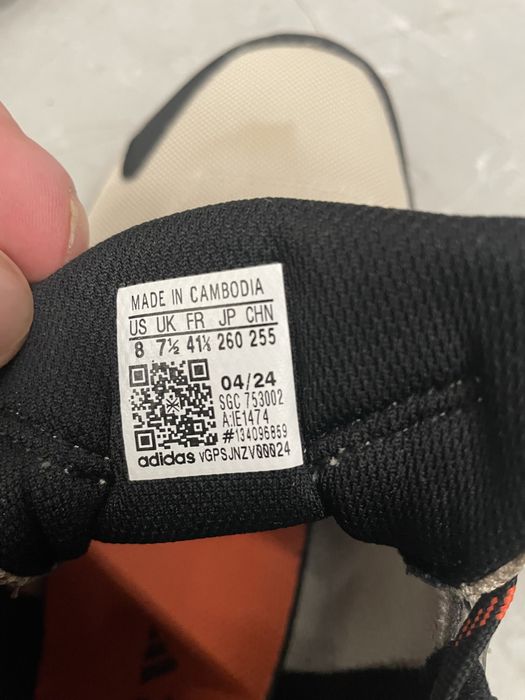 MADE IN CAMBODIA
US UK FR JP CHN
8 7½ 41⅓ 260 255
04/24
SGC 753002
A:IE1474
#134096859
adidas vGPSJNZV00024